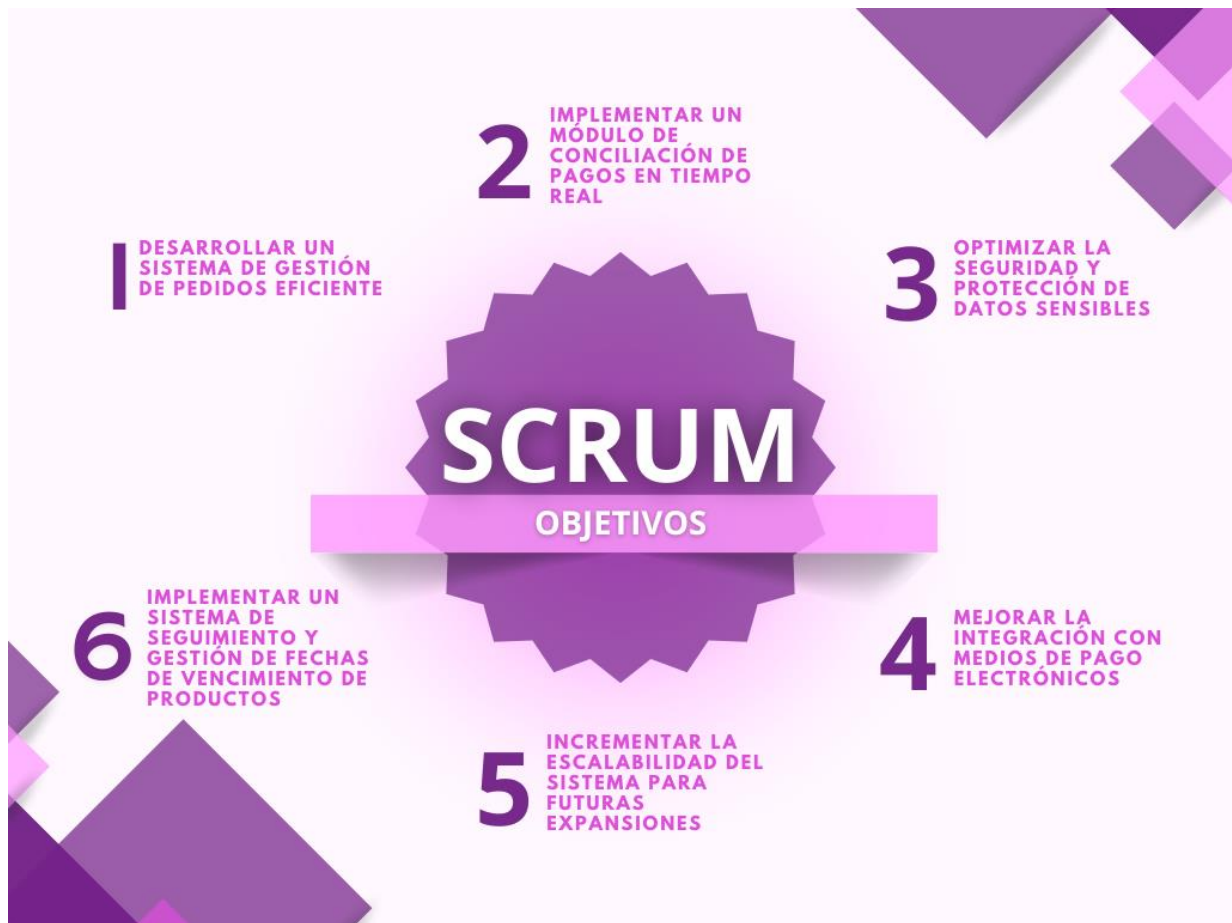 1
DESARROLLAR UN
SISTEMA DE GESTIÓN
DE PEDIDOS EFICIENTE
2
IMPLEMENTAR UN
MÓDULO DE
CONCILIACIÓN DE
PAGOS EN TIEMPO
REAL
3
OPTIMIZAR LA
SEGURIDAD Y
PROTECCIÓN DE
DATOS SENSIBLES
SCRUM
OBJETIVOS
4
MEJORAR LA
INTEGRACIÓN CON
MEDIOS DE PAGO
ELECTRÓNICOS
5
INCREMENTAR LA
ESCALABILIDAD DEL
SISTEMA PARA
FUTURAS
EXPANSIONES
6
IMPLEMENTAR UN
SISTEMA DE
SEGUIMIENTO Y
GESTIÓN DE FECHAS
DE VENCIMIENTO DE
PRODUCTOS